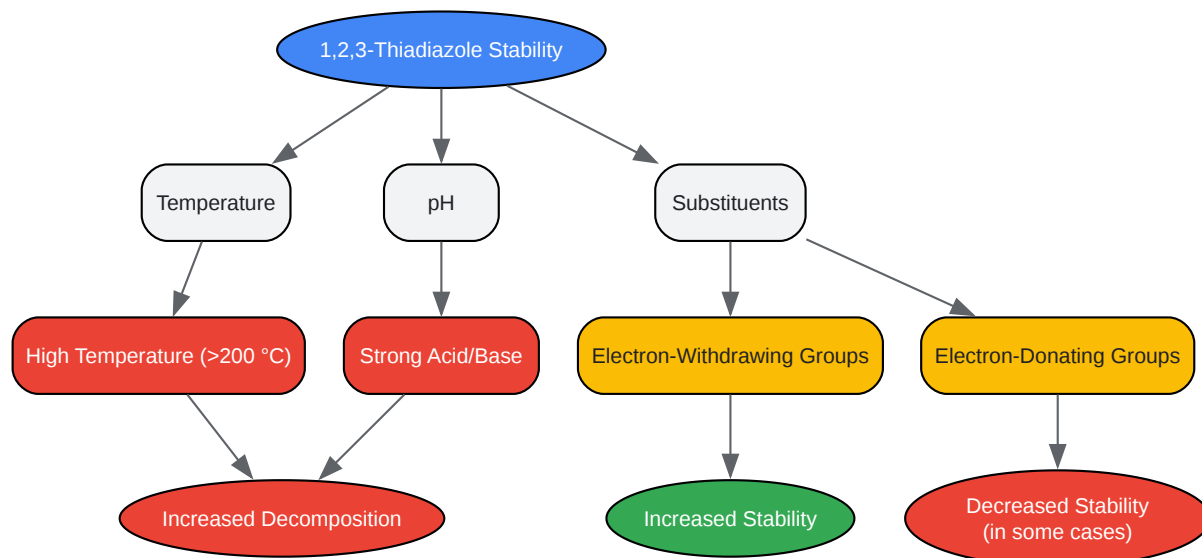 1,2,3-Thiadiazole Stability
Temperature
pH
Substituents
High Temperature (>200 °C)
Strong Acid/Base
Electron-Withdrawing Groups
Electron-Donating Groups
Increased Decomposition
Increased Stability
Decreased Stability
(in some cases)